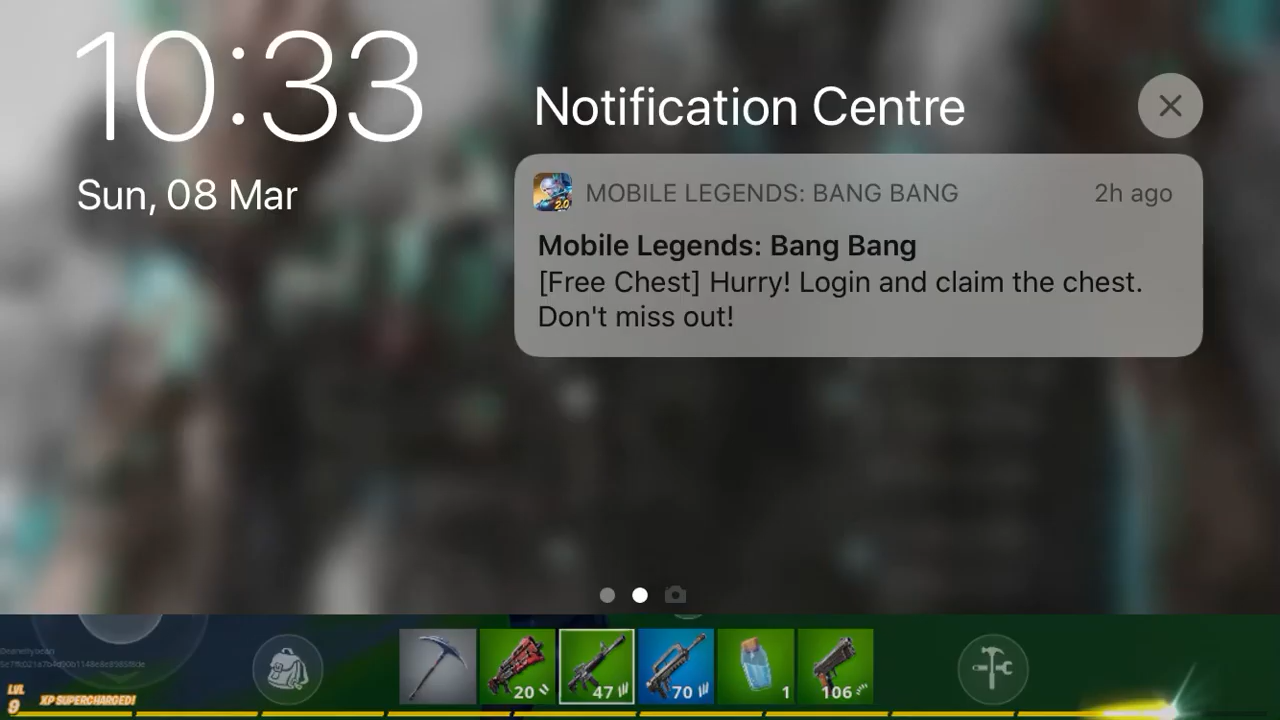 10:33
Sun, 08 Mar
Notification Centre
MOBILE LEGENDS: BANG BANG
2h ago
2.0
Mobile Legends: Bang Bang
[Free Chest] Hurry! Login and claim the chest.
Don't miss out!
20
47
70
1
106
LVL
9
XP SUPERCHARGED!